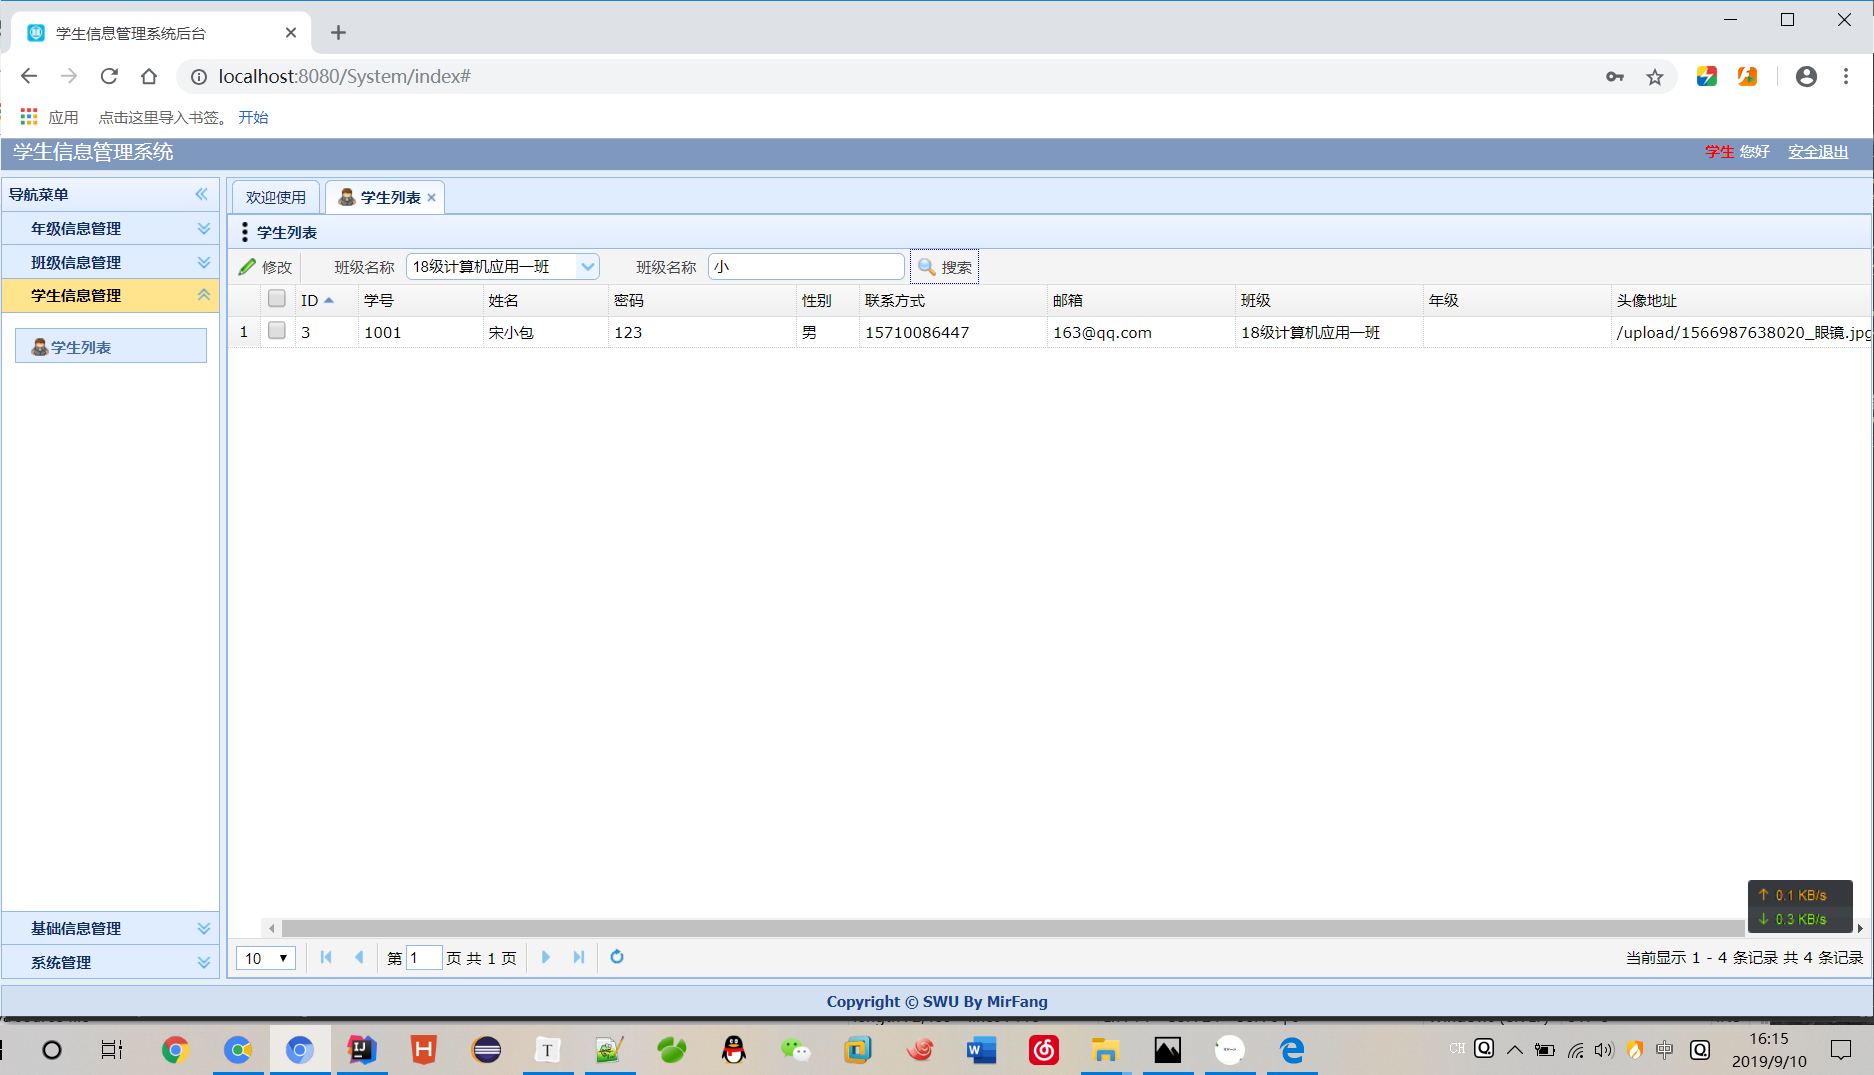 学生信息管理系统后台
localhost:8080/System/index#
应用 点击这里导入书签。 开始
学生信息管理系统
学生 您好 安全退出
导航菜单
年级信息管理
班级信息管理
学生信息管理
学生列表
基础信息管理
系统管理
欢迎使用 学生列表
学生列表
修改 班级名称 18级计算机应用一班 班级名称 小 搜索
ID 学号 姓名 密码 性别 联系方式 邮箱 班级 年级 头像地址
1 3 1001 宋小包 123 男 15710086447 163@qq.com 18级计算机应用一班 /upload/1566987638020_眼镜.jpg
↑ 0.1 KB/s
↓ 0.3 KB/s
10 第 1 页 共 1 页 当前显示 1 - 4 条记录 共 4 条记录
Copyright © SWU By MirFang
CH 中
16:15
2019/9/10